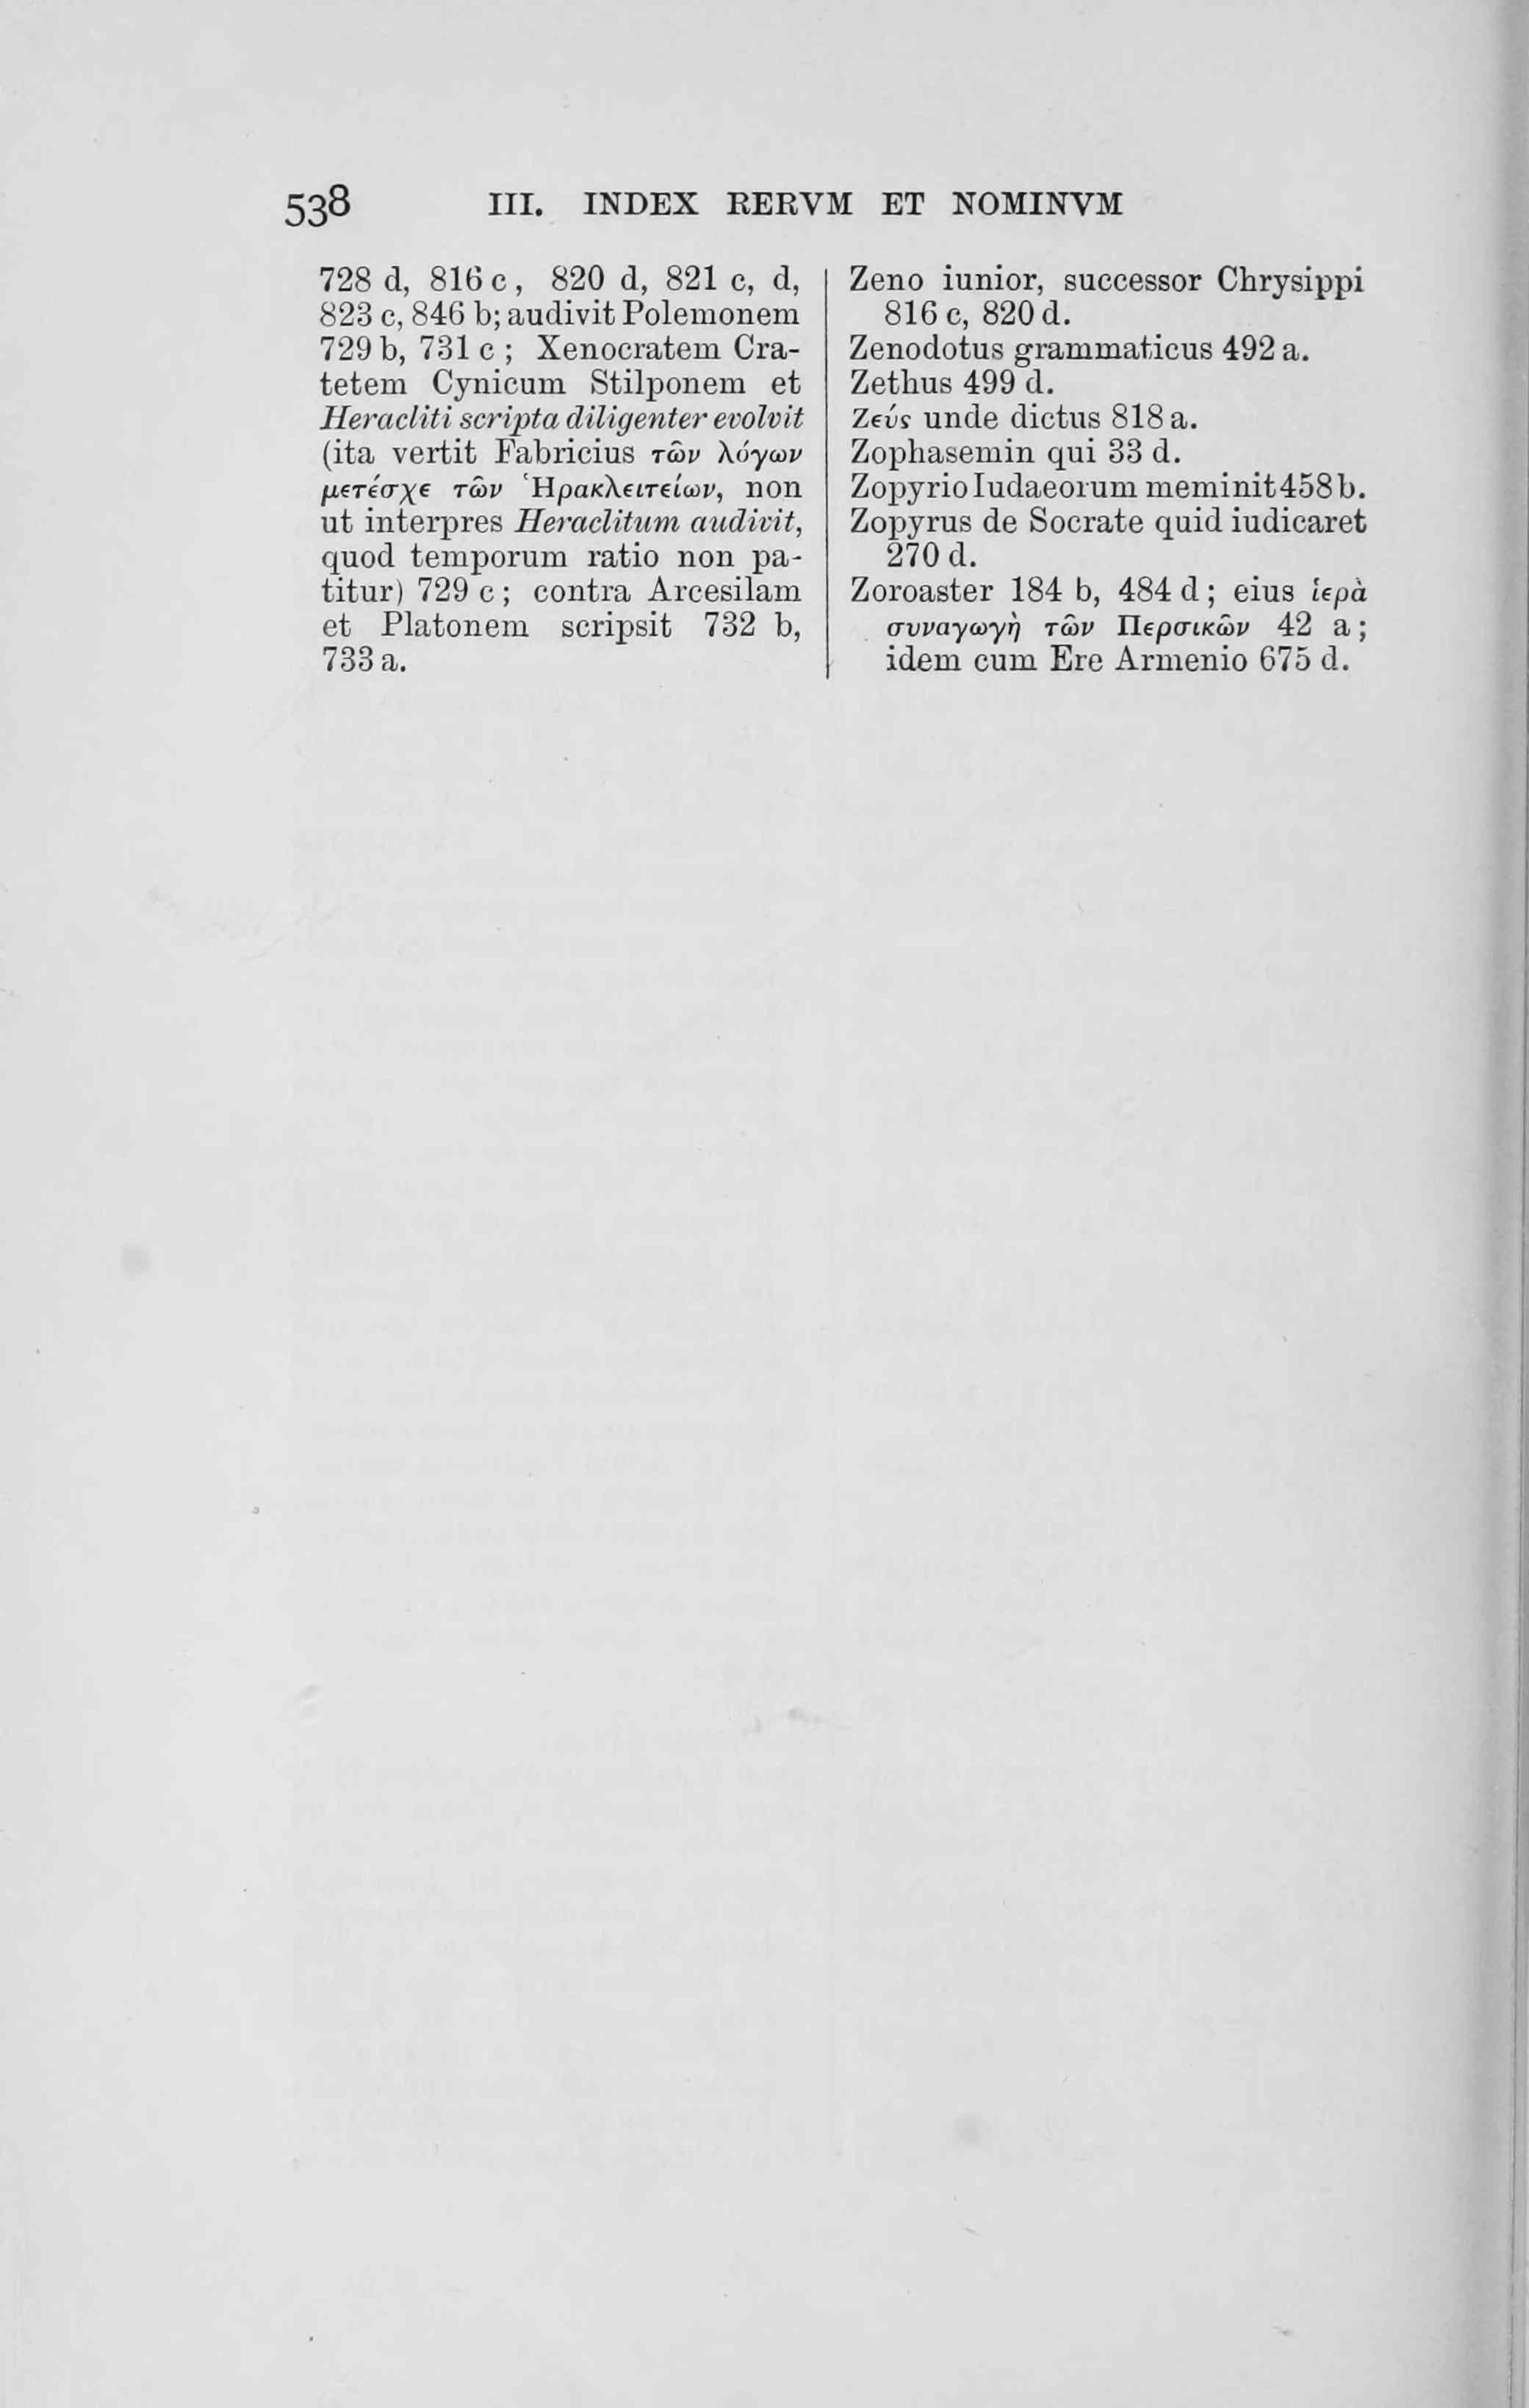 538 III. INDEX RERVM ET NOMINVM
728 d, 816 c, 820 d, 821 c, d,
823 c, 846 b; audivit Polemonem
729 b, 731 c ; Xenocratem Cra-
tetem Cynicum Stilponem et
Heracliti scripta diligenter evolvit
(ita vertit Fabricius τῶν λόγων
μετέσχε τῶν Ἡρακλειτείων, non
ut interpres Heraclitum audivit,
quod temporum ratio non pa-
titur) 729 c ; contra Arcesilam
et Platonem scripsit 732 b,
733 a.
Zeno iunior, successor Chrysippi
816 c, 820 d.
Zenodotus grammaticus 492 a.
Zethus 499 d.
Ζεύς unde dictus 818 a.
Zophasemin qui 33 d.
Zopyrio Iudaeorum meminit 458 b.
Zopyrus de Socrate quid iudicaret
270 d.
Zoroaster 184 b, 484 d ; eius ἱερὰ
συναγωγὴ τῶν Περσικῶν 42 a ;
idem cum Ere Armenio 675 d.